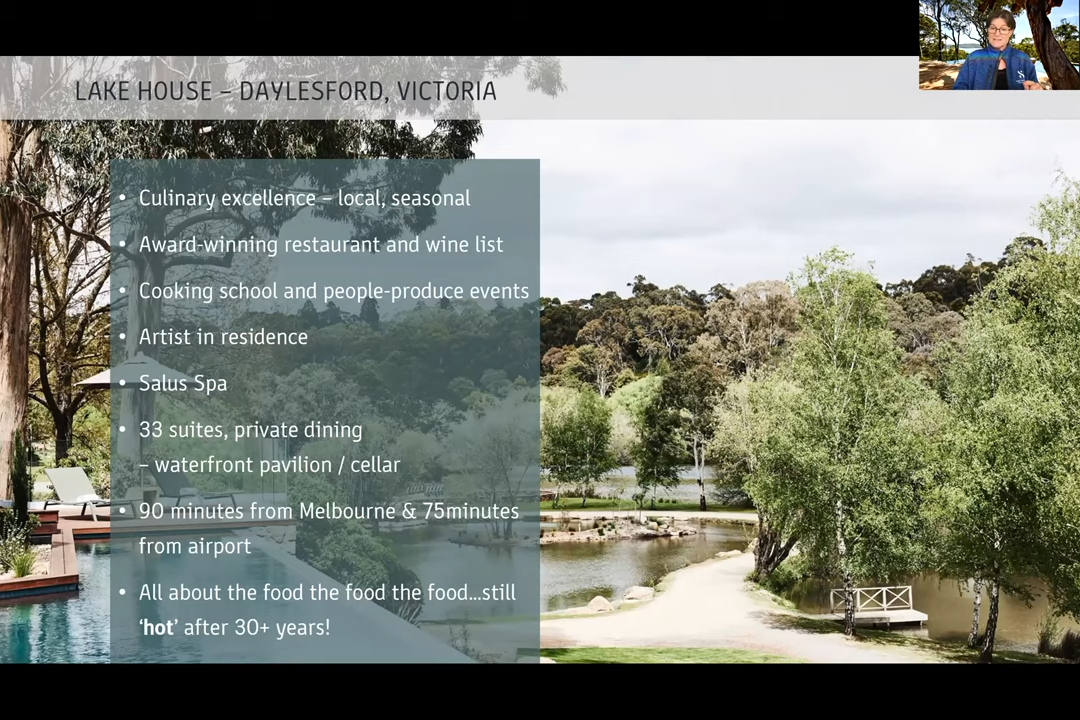 LAKE HOUSE – DAYLESFORD, VICTORIA
• Culinary excellence – local, seasonal
• Award-winning restaurant and wine list
• Cooking school and people-produce events
• Artist in residence
• Salus Spa
• 33 suites, private dining
– waterfront pavilion / cellar
• 90 minutes from Melbourne & 75minutes
from airport
• All about the food the food the food...still
‘hot’ after 30+ years!